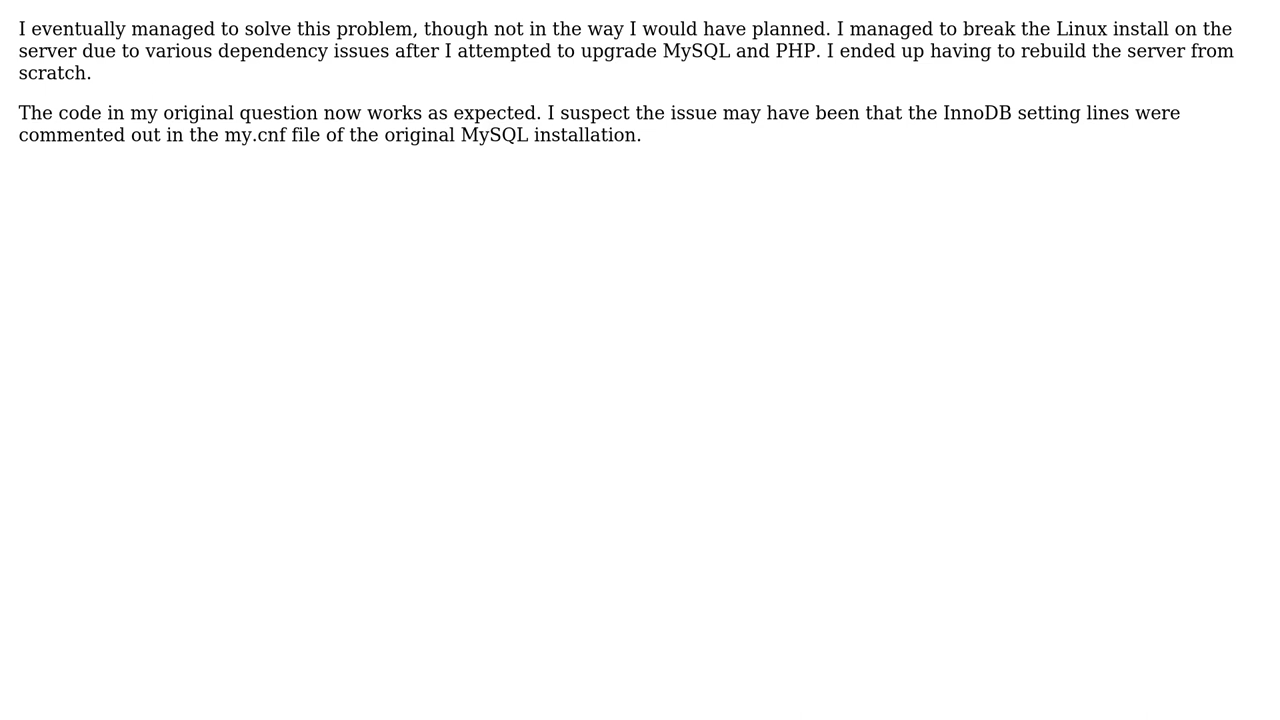 I eventually managed to solve this problem, though not in the way I would have planned. I managed to break the Linux install on the
server due to various dependency issues after I attempted to upgrade MySQL and PHP. I ended up having to rebuild the server from
scratch.
The code in my original question now works as expected. I suspect the issue may have been that the InnoDB setting lines were
commented out in the my.cnf file of the original MySQL installation.